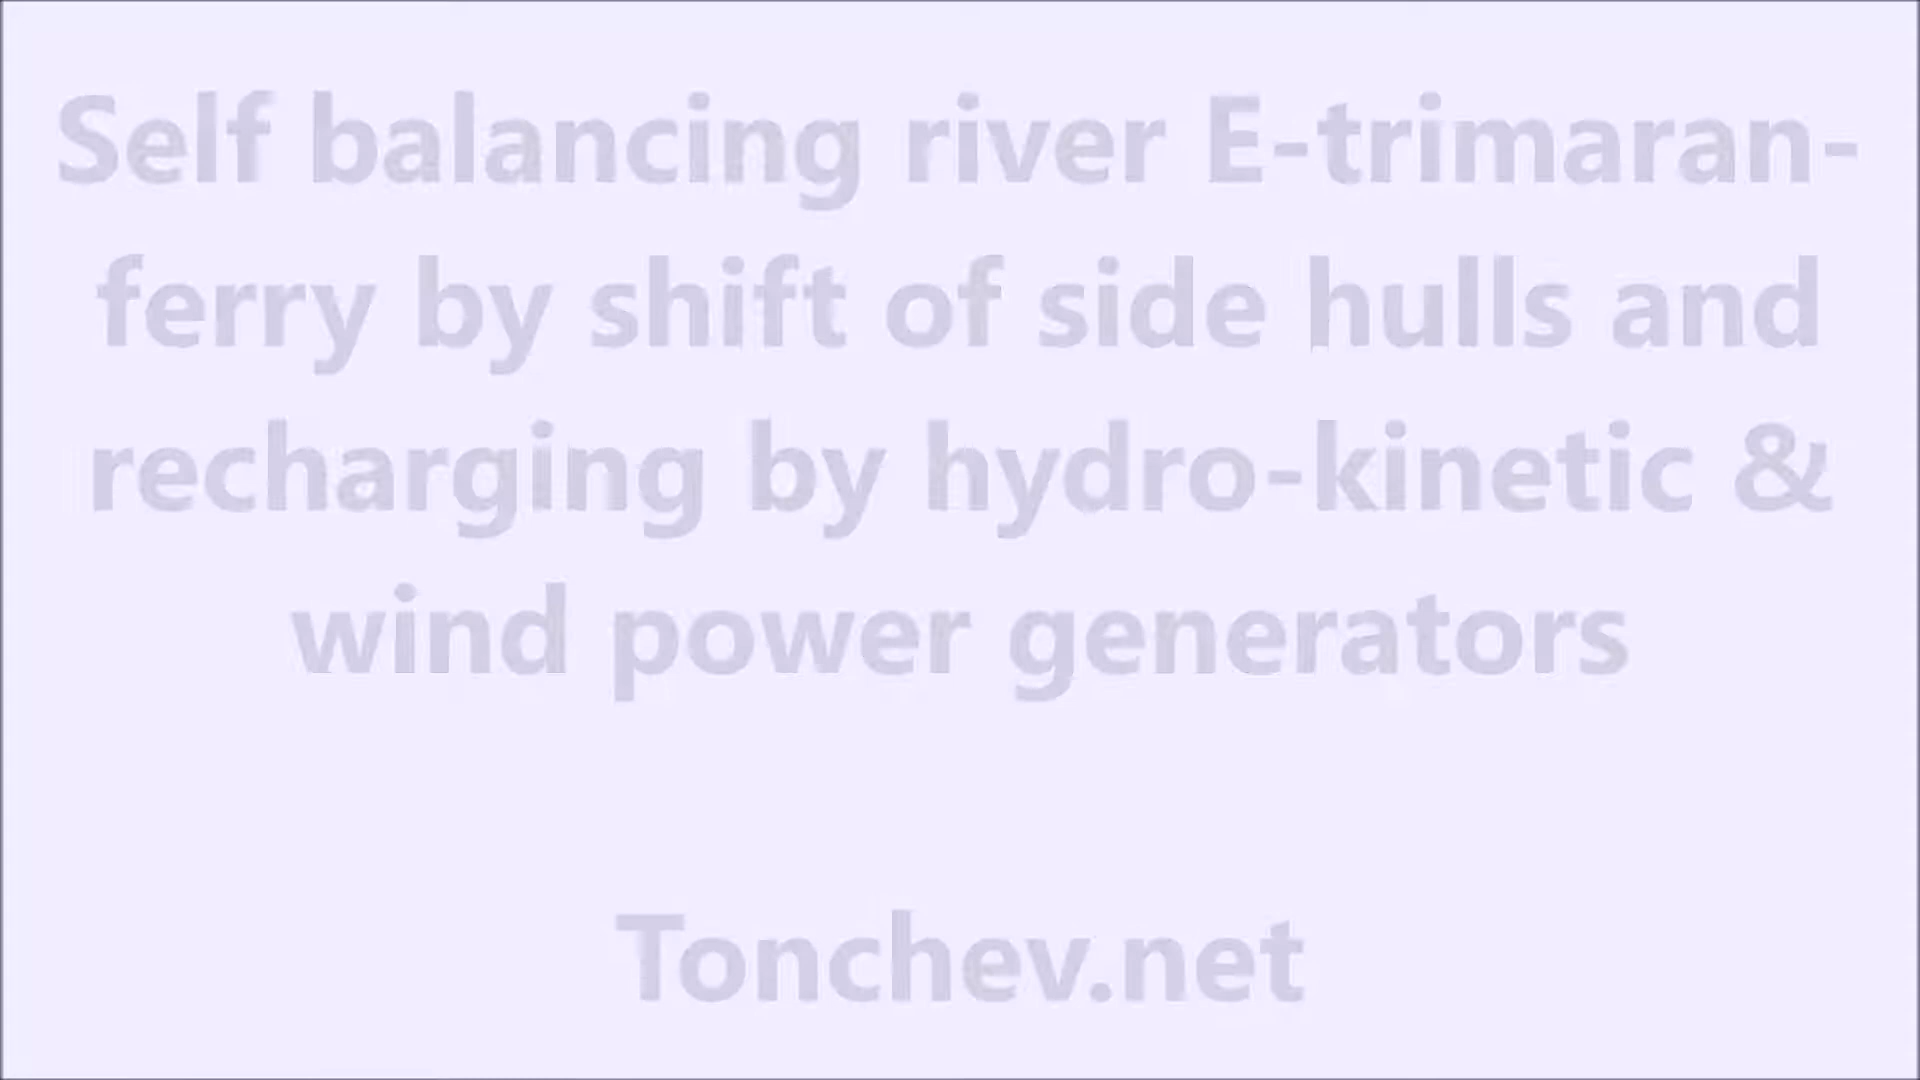 Self balancing river E-trimaran-
ferry by shift of side hulls and
recharging by hydro-kinetic &
wind power generators
Tonchev.net